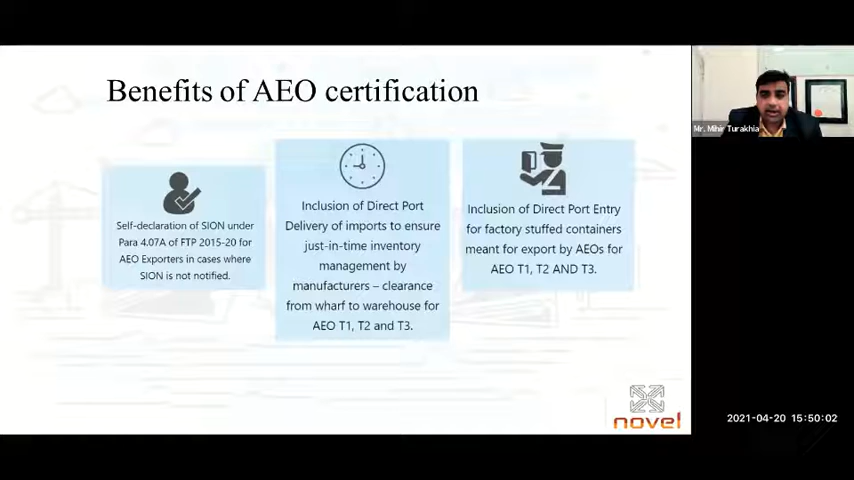 Benefits of AEO certification
Self-declaration of SION under
Para 4.07A of FTP 2015-20 for
AEO Exporters in cases where
SION is not notified.
Inclusion of Direct Port
Delivery of imports to ensure
just-in-time inventory
management by
manufacturers – clearance
from wharf to warehouse for
AEO T1, T2 and T3.
Inclusion of Direct Port Entry
for factory stuffed containers
meant for export by AEOs for
AEO T1, T2 AND T3.
novel
Mr. Mihir Turakhia
2021-04-20 15:50:02